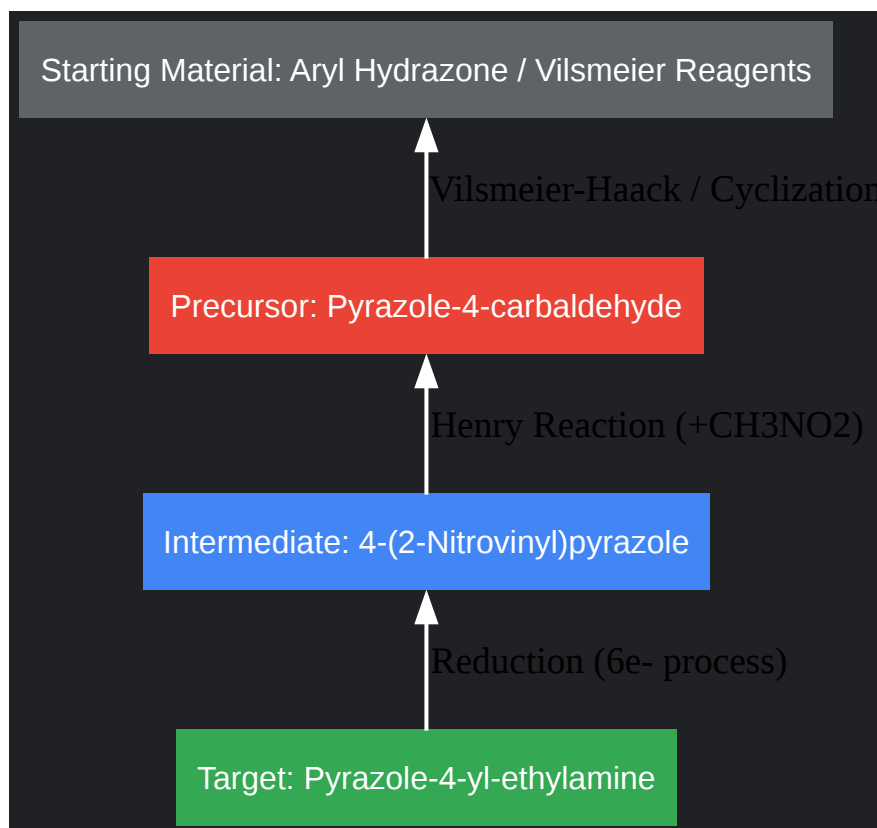 Starting Material: Aryl Hydrazone / Vilsmeier Reagents
Vilsmeier-Haack / Cyclization
Precursor: Pyrazole-4-carbaldehyde
Henry Reaction (+CH3NO2)
Intermediate: 4-(2-Nitrovinyl)pyrazole
Reduction (6e- process)
Target: Pyrazole-4-yl-ethylamine